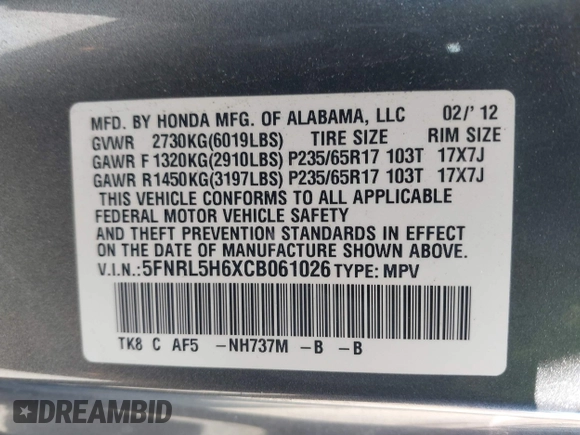 MFD. BY HONDA MFG. OF ALABAMA, LLC 02/' 12
GVWR 2730KG(6019LBS) TIRE SIZE RIM SIZE
GAWR F 1320KG(2910LBS) P235/65R17 103T 17X7J
GAWR R1450KG(3197LBS) P235/65R17 103T 17X7J
THIS VEHICLE CONFORMS TO ALL APPLICABLE
FEDERAL MOTOR VEHICLE SAFETY
AND THEFT PREVENTION STANDARDS IN EFFECT
ON THE DATE OF MANUFACTURE SHOWN ABOVE.
V.I.N.:5FNRL5H6XCB061026 TYPE: MPV
TK8 C AF5 -NH737M -B -B
DREAMBID